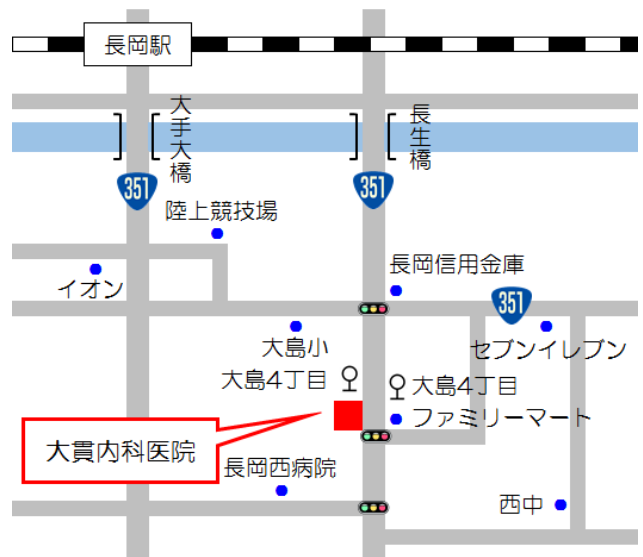 長岡駅
大手大橋
長生橋
351
351
陸上競技場
長岡信用金庫
イオン
351
大島小
セブンイレブン
大島4丁目
大島4丁目
ファミリーマート
大貫内科医院
長岡西病院
西中